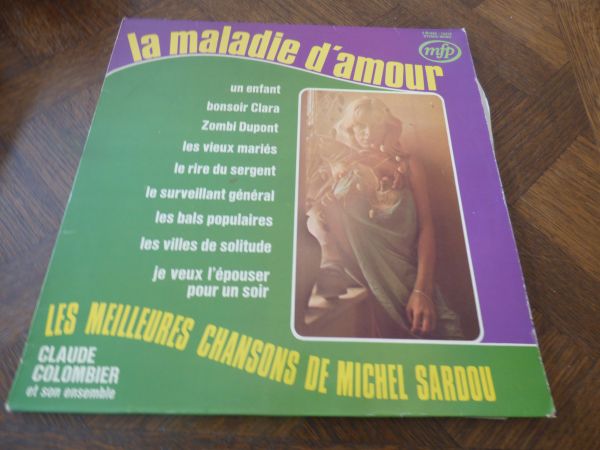 la maladie d'amour
mfp
un enfant
bonsoir Clara
Zombi Dupont
les vieux mariés
le rire du sergent
le surveillant général
les bals populaires
les villes de solitude
je veux l'épouser
pour un soir
LES MEILLEURES CHANSONS DE MICHEL SARDOU
CLAUDE
COLOMBIER
et son ensemble